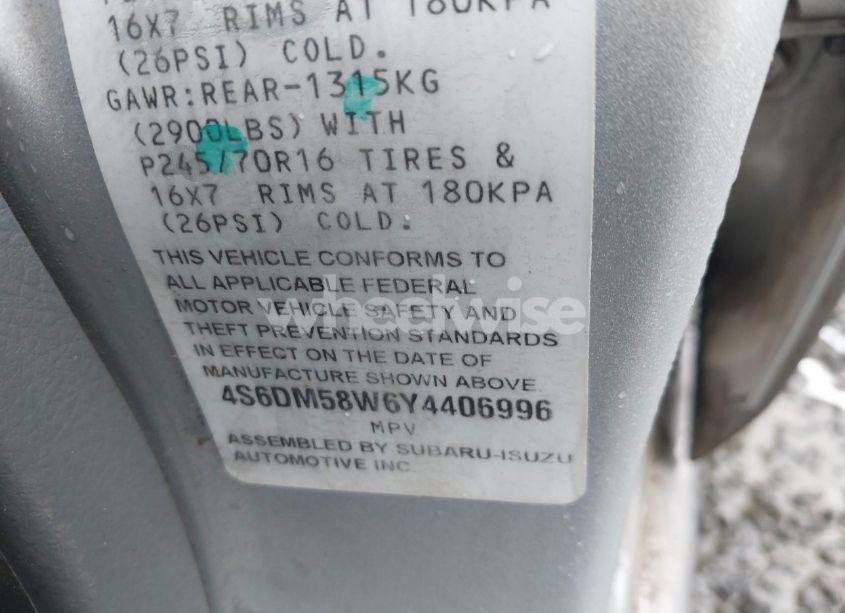 16X7 RIMS AT 180KPA
(26PSI) COLD.
GAWR:REAR-1315KG
(2900LBS) WITH
P245/70R16 TIRES &
16X7 RIMS AT 180KPA
(26PSI) COLD.
THIS VEHICLE CONFORMS TO
ALL APPLICABLE FEDERAL
MOTOR VEHICLE SAFETY AND
THEFT PREVENTION STANDARDS
IN EFFECT ON THE DATE OF
MANUFACTURE SHOWN ABOVE
4S6DM58W6Y4406996
MPV
ASSEMBLED BY SUBARU-ISUZU
AUTOMOTIVE INC.
wheelwise